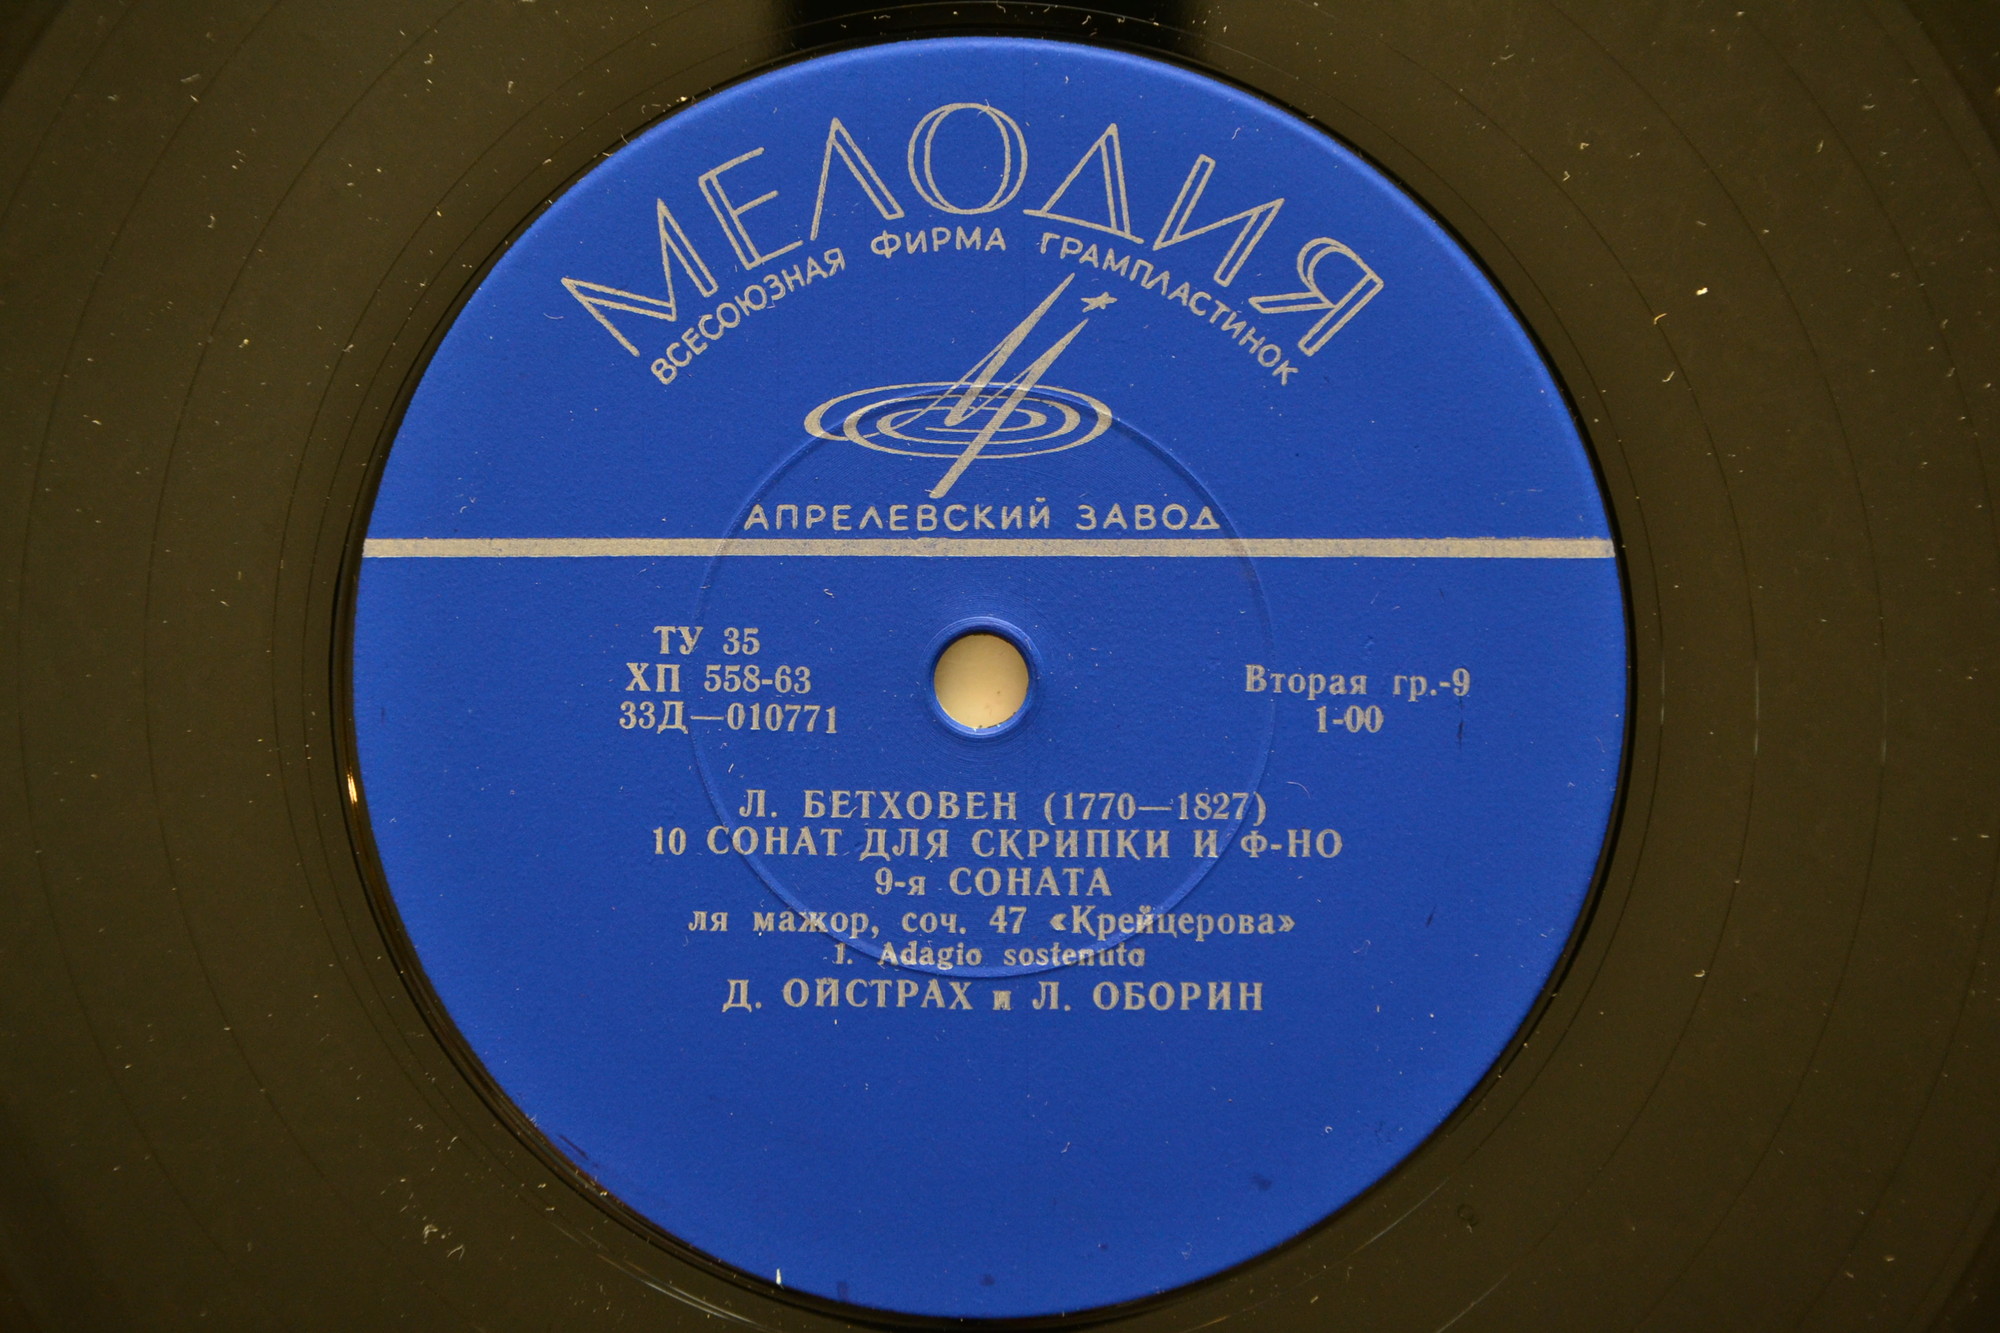 МЕЛОДИЯ
ВСЕСОЮЗНАЯ ФИРМА ГРАМПЛАСТИНОК
АПРЕЛЕВСКИЙ ЗАВОД
ТУ 35
ХП 558-63
33Д—010771
Вторая гр.-9
1-00
Л. БЕТХОВЕН (1770—1827)
10 СОНАТ ДЛЯ СКРИПКИ И Ф-НО
9-я СОНАТА
ля мажор, соч. 47 «Крейцерова»
1. Adagio sostenuto
Д. ОЙСТРАХ и Л. ОБОРИН